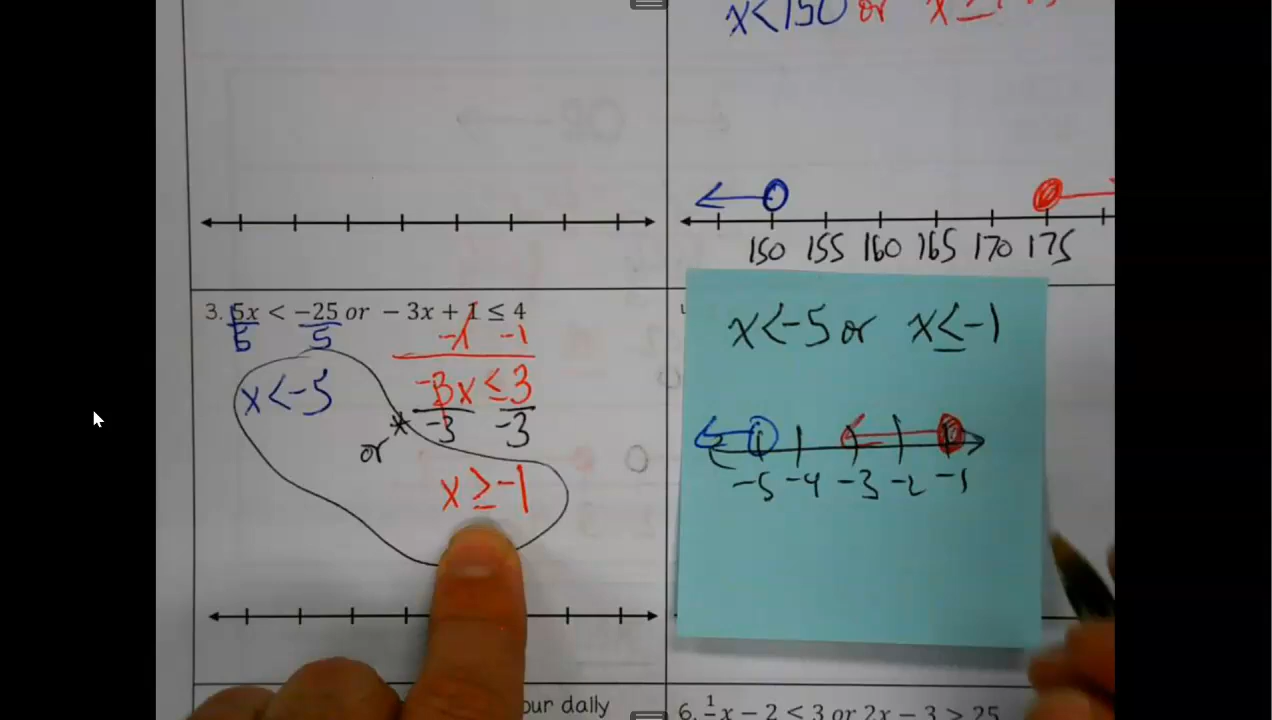 x<150 or
150 155 160 165 170 175
3. 5x < −25 or − 3x + 1 ≤ 4
5 5 -1 -1
-3x ≤ 3
-3 -3
x < -5
* or
x ≥ -1
x < -5 or x ≤ -1
-5 -4 -3 -2 -1
our daily
6. 1/ x − 2 < 3 or 2x − 3 > 25